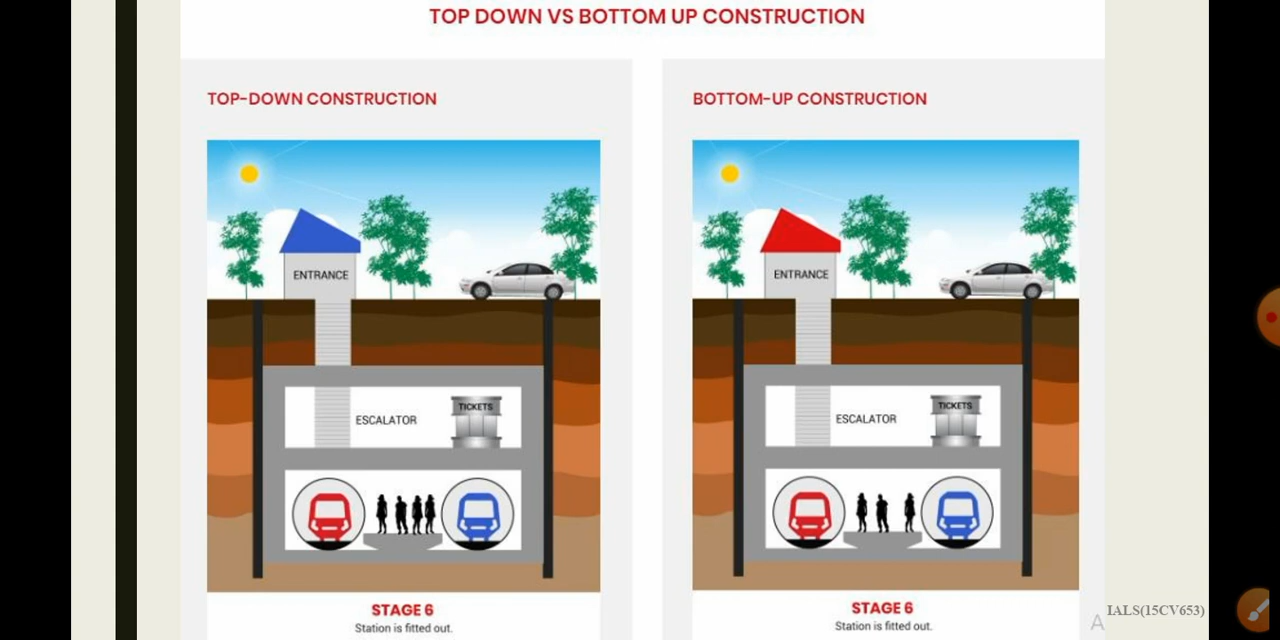 TOP DOWN VS BOTTOM UP CONSTRUCTION
TOP-DOWN CONSTRUCTION
ENTRANCE
ESCALATOR
TICKETS
STAGE 6
Station is fitted out.
BOTTOM-UP CONSTRUCTION
ENTRANCE
ESCALATOR
TICKETS
STAGE 6
Station is fitted out.
A
IALS(15CV653)